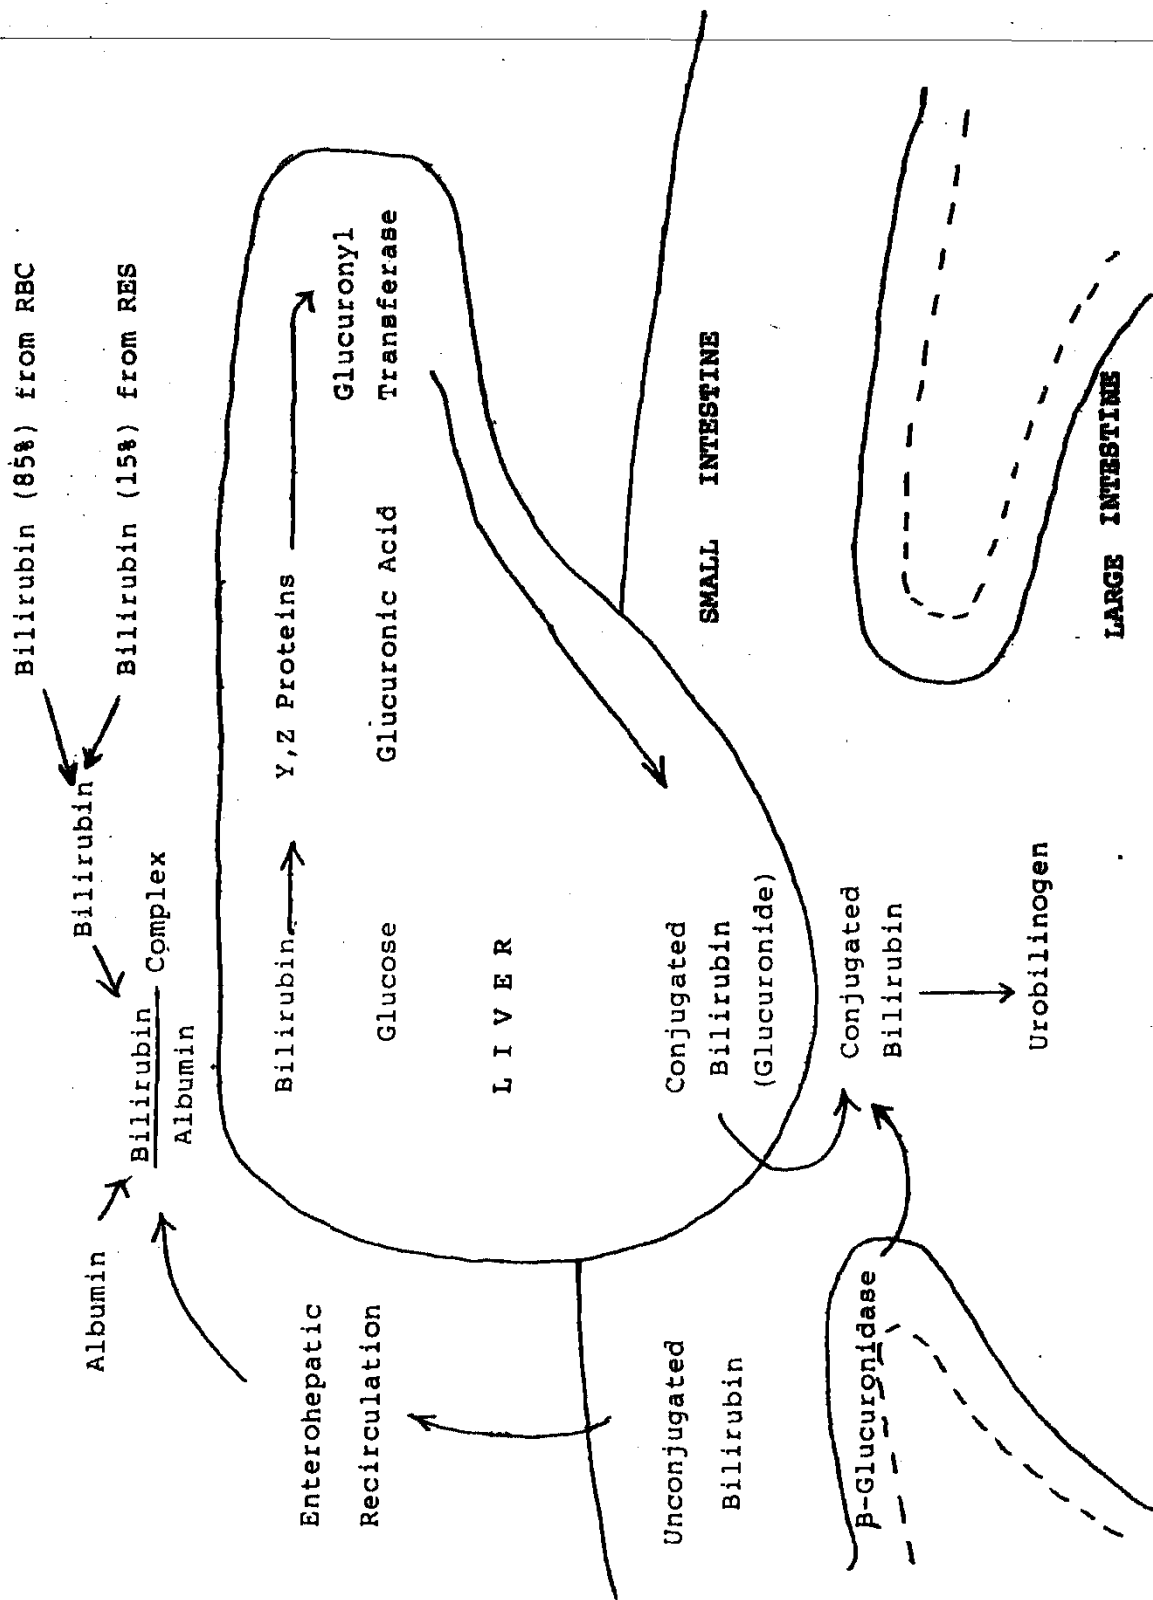 Bilirubin (85%) from RBC
Bilirubin (15%) from RES
Bilirubin
Albumin
Bilirubin Complex
Albumin
Bilirubin
Y,Z Proteins
Glucuronyl
Transferase
Glucose
Glucuronic Acid
LIVER
Enterohepatic
Recirculation
Conjugated
Bilirubin
(Glucuronide)
SMALL INTESTINE
Unconjugated
Bilirubin
Conjugated
Bilirubin
β-Glucuronidase
Urobilinogen
LARGE INTESTINE